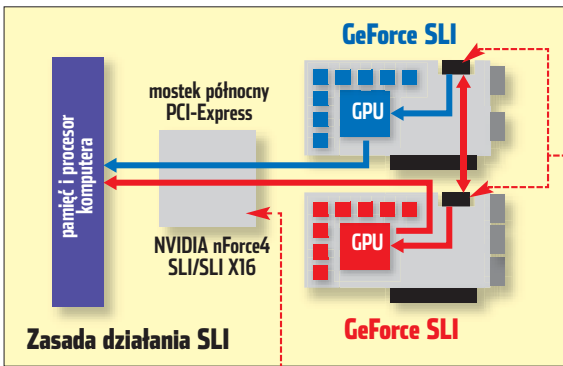 GeForce SLI
mostek północny
PCI-Express
GPU
pamięć i procesor
komputera
NVIDIA nForce4
SLI/SLI X16
GPU
Zasada działania SLI
GeForce SLI